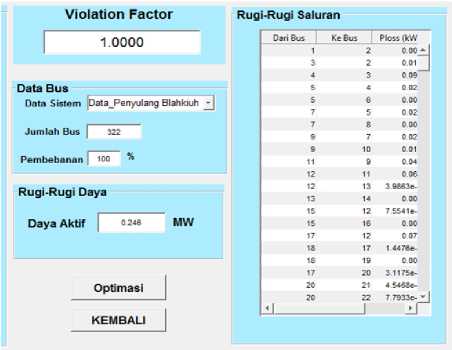 Violation Factor
1.0000
Data Bus
Data Sistem Data_Penyulang Blahkiuh
Jumlah Bus 322
Pembebanan 100 %
Rugi-Rugi Daya
Daya Aktif 0.246 MW
Optimasi
KEMBALI
Rugi-Rugi Saluran
Dari Bus Ke Bus Ploss (kW
1 2 0.00
3 2 0.01
4 3 0.09
5 4 0.02
5 6 0.00
7 5 0.02
7 8 0.00
9 7 0.02
9 10 0.01
11 9 0.04
12 11 0.06
12 13 3.9863e-
13 14 0.00
15 12 7.5541e-
15 16 0.00
17 12 0.07
18 17 1.4476e-
18 19 0.00
17 20 3.1175e-
20 21 4.5468e-
20 22 7.7933e-